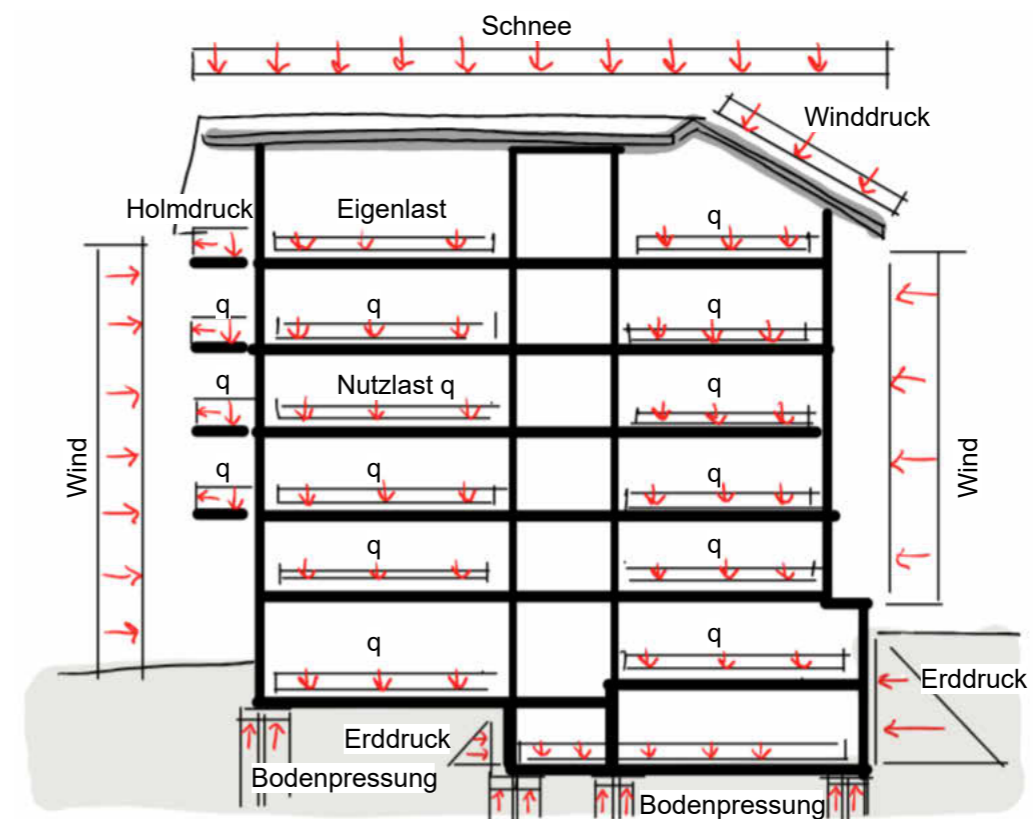 Schnee
Winddruck
Holmdruck
Eigenlast
q
q
q
q
q
Nutzlast q
q
q
q
q
Wind
Wind
q
q
q
q
Erddruck
Erddruck
Bodenpressung
Bodenpressung